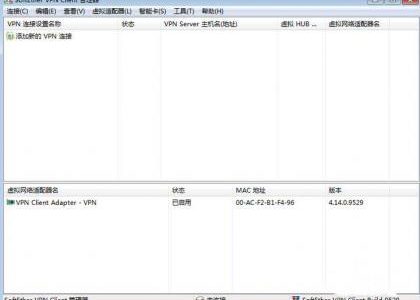 SoftEther VPN Client 管理器
连接(C) 编辑(E) 查看(V) 虚拟适配器(L) 智能卡(S) 工具(T) 帮助(H)
VPN 连接设置名称 状态 VPN Server 主机名(地址) 虚拟 HUB ... 虚拟网络适配器名
添加新的 VPN 连接
虚拟网络适配器名 状态 MAC 地址 版本
VPN Client Adapter - VPN 已启用 00-AC-F2-B1-F4-96 4.14.0.9529
SoftEther VPN Client 管理器 未连接 SoftEther VPN Client Build 9529